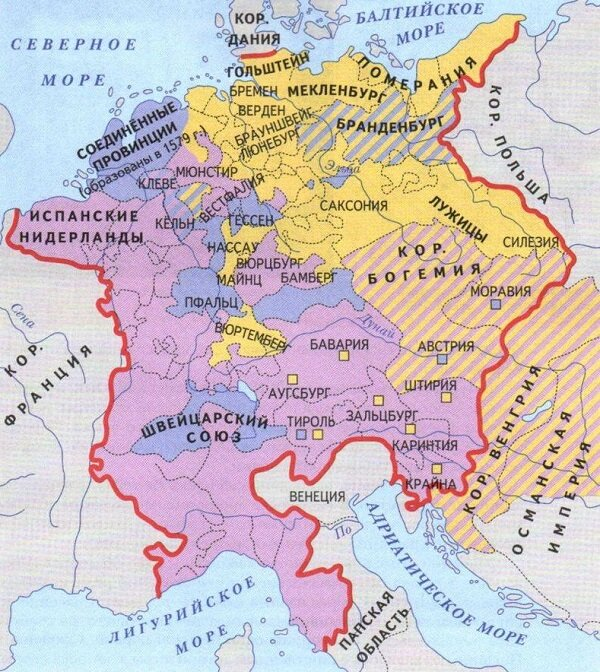 КОР.
ДАНИЯ
БАЛТИЙСКОЕ
МОРЕ
СЕВЕРНОЕ
МОРЕ
ГОЛЬШТЕЙН
ПОМЕРАНИЯ
БРЕМЕН
МЕКЛЕНБУРГ
ВЕРДЕН
КОР. ПОЛЬША
СОЕДИНЁННЫЕ
ПРОВИНЦИИ
(образованы в 1579 г.)
БРАУНШВЕЙГ
ЛЮНЕБУРГ
БРАНДЕНБУРГ
МЮНСТИР
Эльба
КЛЕВЕ
ВЕСТФАЛИЯ
ИСПАНСКИЕ
НИДЕРЛАНДЫ
КЁЛЬН
ГЕССЕН
САКСОНИЯ
ЛУЖИЦЫ
СИЛЕЗИЯ
НАССАУ
ВЮРЦБУРГ
МАЙНЦ
БАМБЕРГ
КОР.
БОГЕМИЯ
МОРАВИЯ
Сена
ПФАЛЬЦ
Дунай
КОР.
ФРАНЦИЯ
ВЮРТЕМБЕРГ
БАВАРИЯ
АВСТРИЯ
АУГСБУРГ
ШТИРИЯ
ШВЕЙЦАРСКИЙ
СОЮЗ
ТИРОЛЬ
ЗАЛЬЦБУРГ
КАРИНТИЯ
КОР. ВЕНГРИЯ
ОСМАНСКАЯ
ИМПЕРИЯ
КРАЙНА
ВЕНЕЦИЯ
По
АДРИАТИЧЕСКОЕ МОРЕ
ЛИГУРИЙСКОЕ
МОРЕ
ПАПСКАЯ
ОБЛАСТЬ